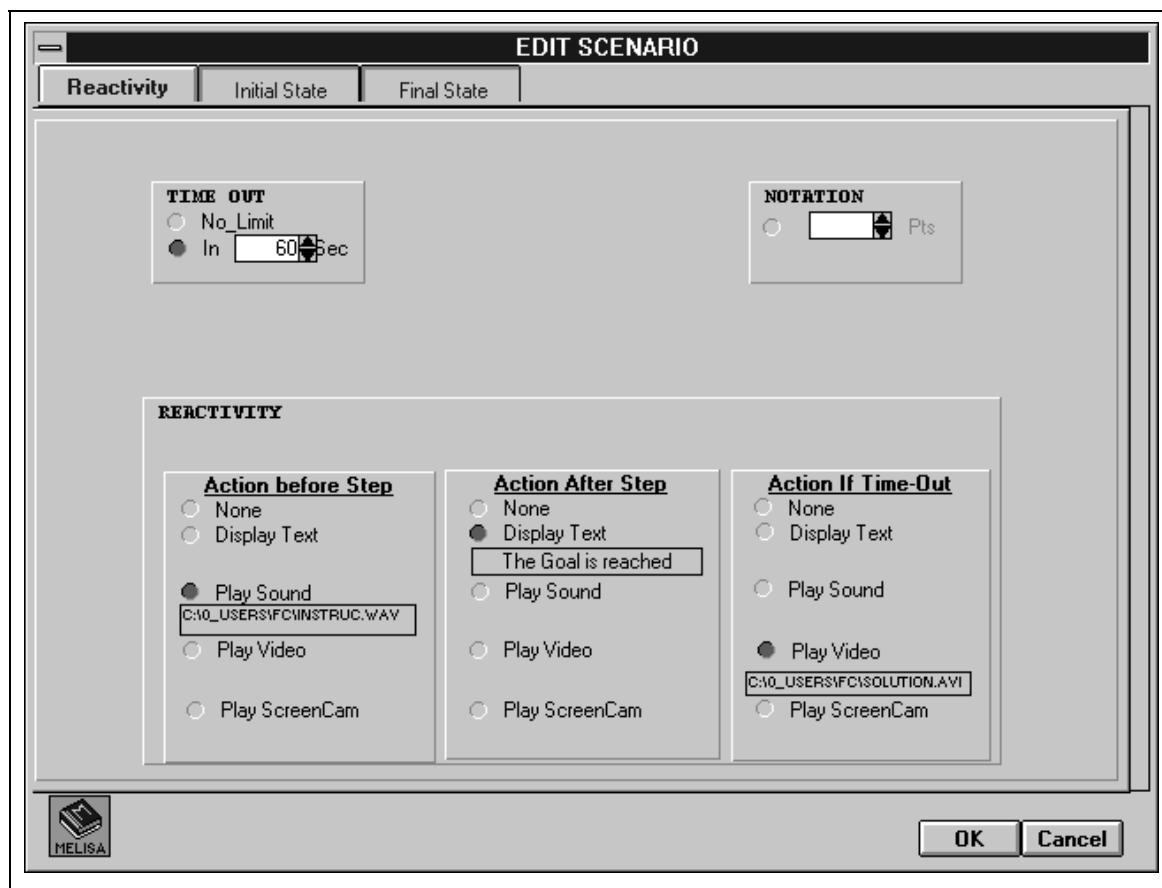 EDIT SCENARIO
Reactivity Initial State Final State
TIME OUT
No_Limit
In 60 Sec
NOTATION
Pts
REACTIVITY
Action before Step
None
Display Text
Play Sound
C:\0_USERS\FC\INSTRUC.WAV
Play Video
Play ScreenCam
Action After Step
None
Display Text
The Goal is reached
Play Sound
Play Video
Play ScreenCam
Action If Time-Out
None
Display Text
Play Sound
Play Video
C:\0_USERS\FC\SOLUTION.AVI
Play ScreenCam
M
MELISA
OK Cancel